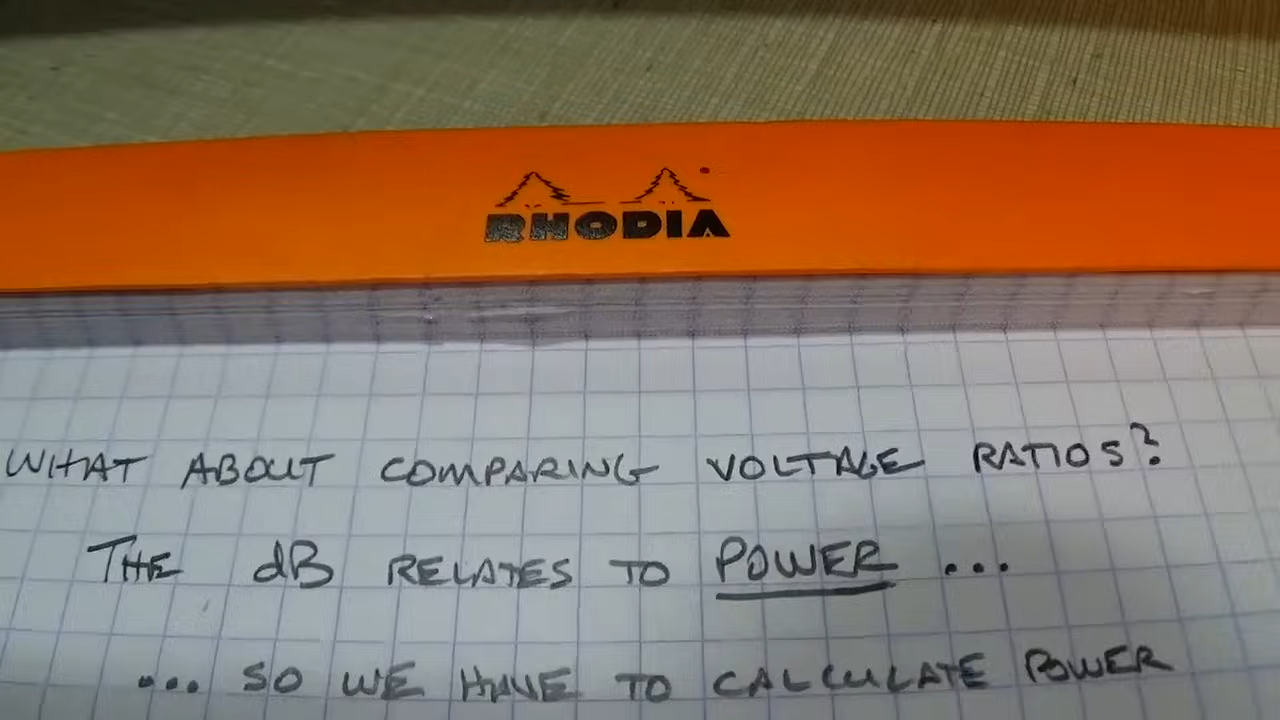 RHODIA
WHAT ABOUT COMPARING VOLTAGE RATIOS?
THE dB RELATES TO POWER ...
... SO WE HAVE TO CALCULATE POWER